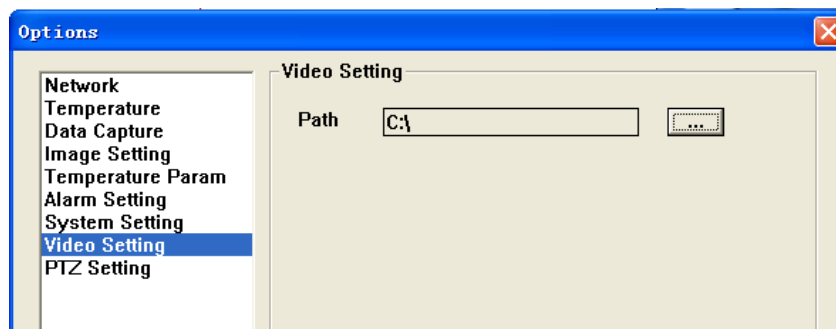 Options
Network
Temperature
Data Capture
Image Setting
Temperature Param
Alarm Setting
System Setting
Video Setting
PTZ Setting
Video Setting
Path C:\ ...